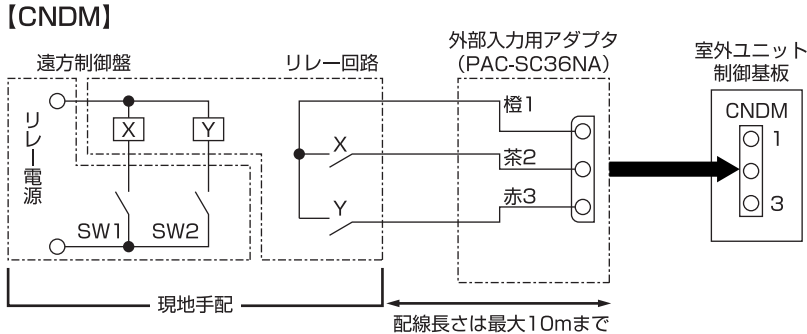 【CNDM】
遠方制御盤
リレー回路
外部入力用アダプタ
（PAC-SC36NA）
室外ユニット
制御基板
リレー電源
X
Y
SW1
SW2
X
Y
橙1
茶2
赤3
CNDM
1
3
現地手配
配線長さは最大10mまで